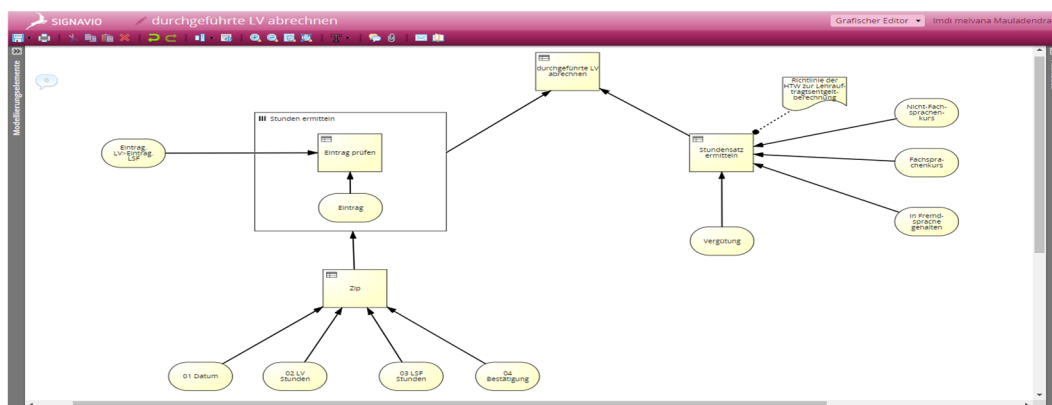 SIGNAVIO
durchgeführte LV abrechnen
Grafischer Editor
Imdi meivana Mauladendra
Modellierungselemente
durchgeführte LV
abrechnen
Richtlinie der
HTW zur Lehrauf-
tragtsentgelt-
berechnung
Nicht-Fach-
sprachen-
kurs
Stunden ermitteln
Eintrag.
LV>Eintrag.
LSF
Eintrag prüfen
Stundensatz
ermitteln
Fachspra-
chenkurs
Eintrag
In Fremd-
sprache
gehalten
Vergütung
Zip
01 Datum
02 LV
Stunden
03 LSF
Stunden
04
Bestätigung